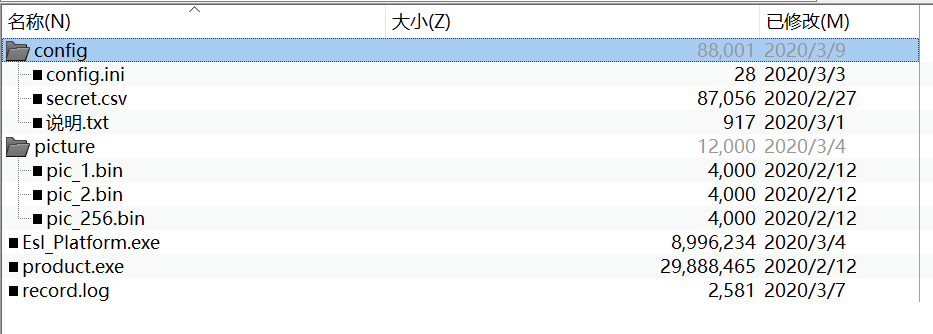 名称(N) 大小(Z) 已修改(M)
config 88,001 2020/3/9
config.ini 28 2020/3/3
secret.csv 87,056 2020/2/27
说明.txt 917 2020/3/1
picture 12,000 2020/3/4
pic_1.bin 4,000 2020/2/12
pic_2.bin 4,000 2020/2/12
pic_256.bin 4,000 2020/2/12
Esl_Platform.exe 8,996,234 2020/3/4
product.exe 29,888,465 2020/2/12
record.log 2,581 2020/3/7